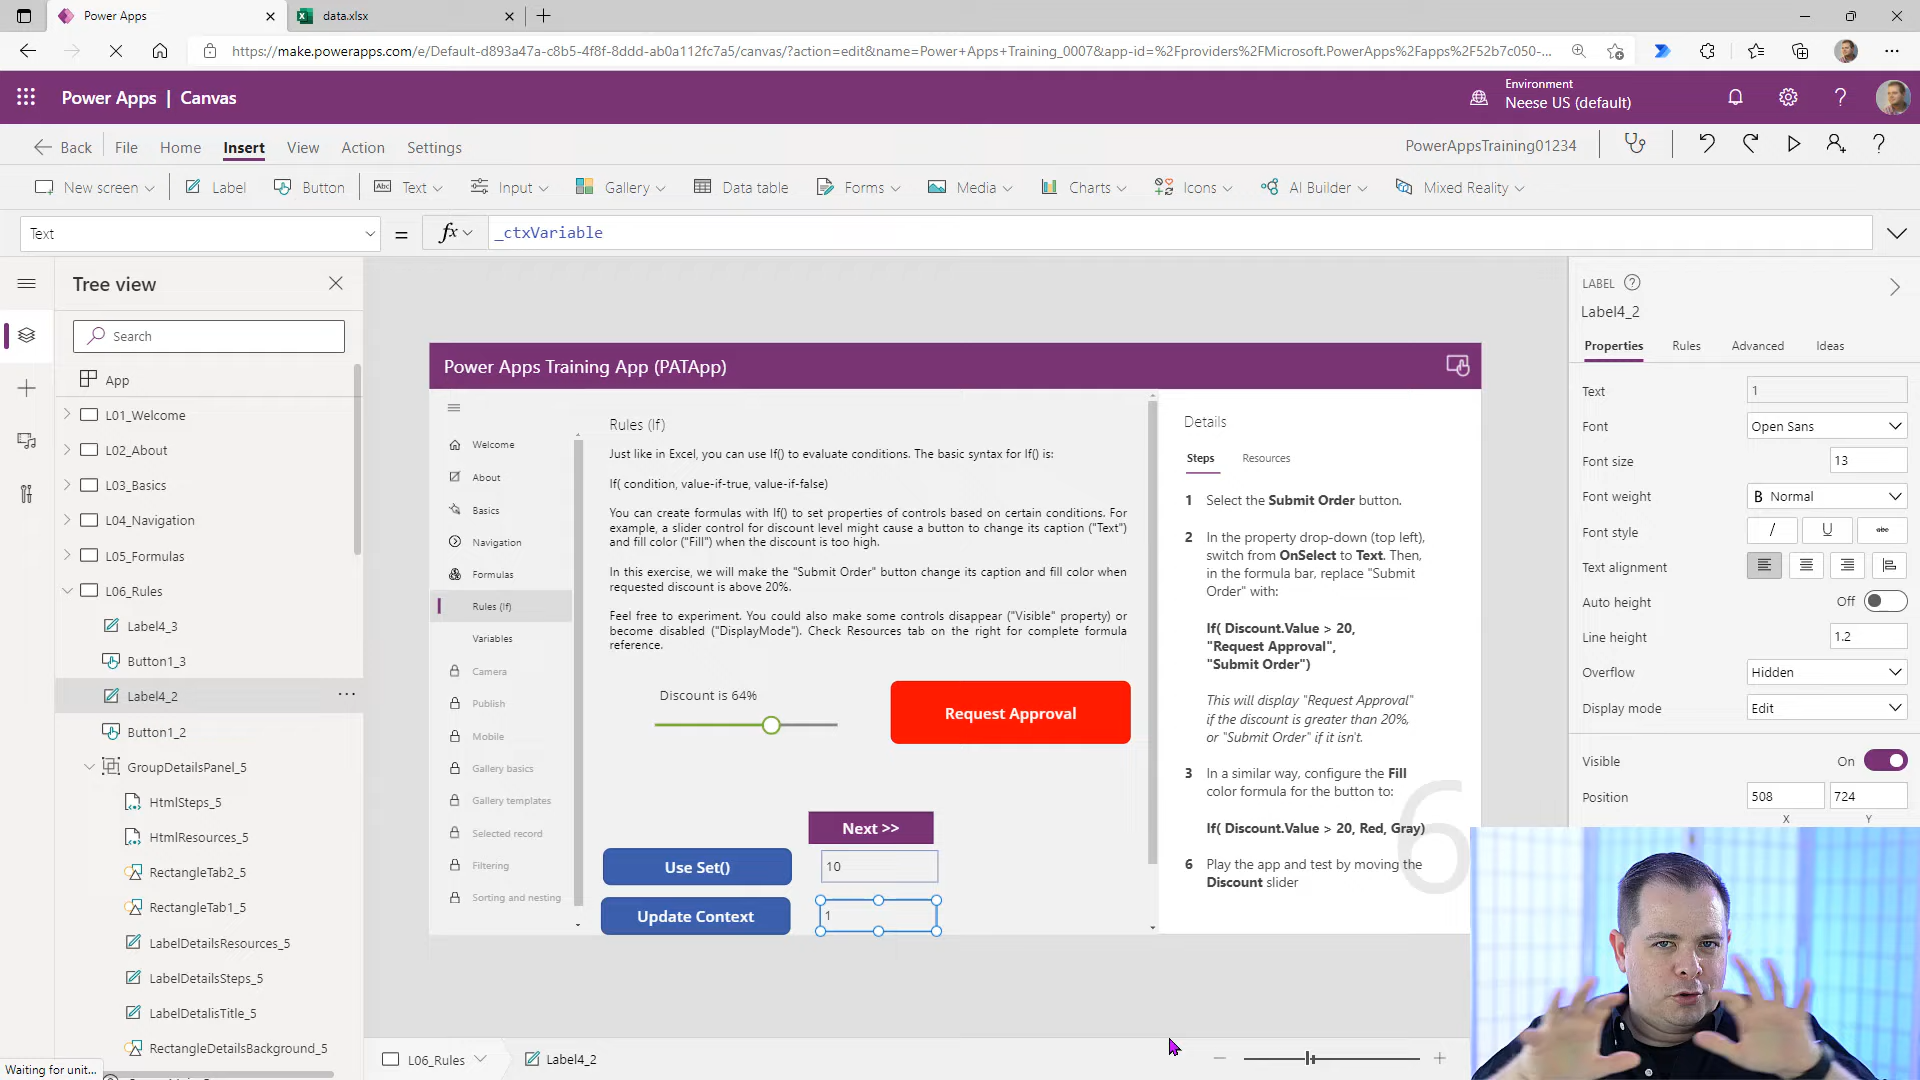 Power Apps
data.xlsx
https://make.powerapps.com/e/Default-d893a47a-c8b5-4f8f-8ddd-ab0a112fc7a5/canvas/?action=edit&name=Power+Apps+Training_0007&app-id=%2Fproviders%2FMicrosoft.PowerApps%2Fapps%2F52b7c050-...
Power Apps | Canvas
Environment
Neese US (default)
Back
File
Home
Insert
View
Action
Settings
PowerAppsTraining01234
New screen
Label
Button
Abc
Text
Input
Gallery
Data table
Forms
Media
Charts
Icons
AI Builder
Mixed Reality
Text
=
fx
_ctxVariable
Tree view
Search
App
L01_Welcome
L02_About
L03_Basics
L04_Navigation
L05_Formulas
L06_Rules
Label4_3
Button1_3
Label4_2
Button1_2
GroupDetailsPanel_5
HtmlSteps_5
HtmlResources_5
RectangleTab2_5
RectangleTab1_5
LabelDetailsResources_5
LabelDetailsSteps_5
LabelDetalisTitle_5
RectangleDetailsBackground_5
Waiting for unit...
Power Apps Training App (PATApp)
Welcome
About
Basics
Navigation
Formulas
Rules (If)
Variables
Camera
Publish
Mobile
Gallery basics
Gallery templates
Selected record
Filtering
Sorting and nesting
Rules (If)
Just like in Excel, you can use If() to evaluate conditions. The basic syntax for If() is:
If( condition, value-if-true, value-if-false)
You can create formulas with If() to set properties of controls based on certain conditions. For
example, a slider control for discount level might cause a button to change its caption ("Text")
and fill color ("Fill") when the discount is too high.
In this exercise, we will make the "Submit Order" button change its caption and fill color when
requested discount is above 20%.
Feel free to experiment. You could also make some controls disappear ("Visible" property) or
become disabled ("DisplayMode"). Check Resources tab on the right for complete formula
reference.
Discount is 64%
Request Approval
Next >>
Use Set()
10
Update Context
1
Details
Steps
Resources
1 Select the Submit Order button.
2 In the property drop-down (top left),
switch from OnSelect to Text. Then,
in the formula bar, replace "Submit
Order" with:
If( Discount.Value > 20,
"Request Approval",
"Submit Order")
This will display "Request Approval"
if the discount is greater than 20%,
or "Submit Order" if it isn't.
3 In a similar way, configure the Fill
color formula for the button to:
If( Discount.Value > 20, Red, Gray)
6 Play the app and test by moving the
Discount slider
6
L06_Rules
Label4_2
LABEL
Label4_2
Properties
Rules
Advanced
Ideas
Text
1
Font
Open Sans
Font size
13
Font weight
B Normal
Font style
/
U
abc
Text alignment
Auto height
Off
Line height
1.2
Overflow
Hidden
Display mode
Edit
Visible
On
Position
508
724
X
Y